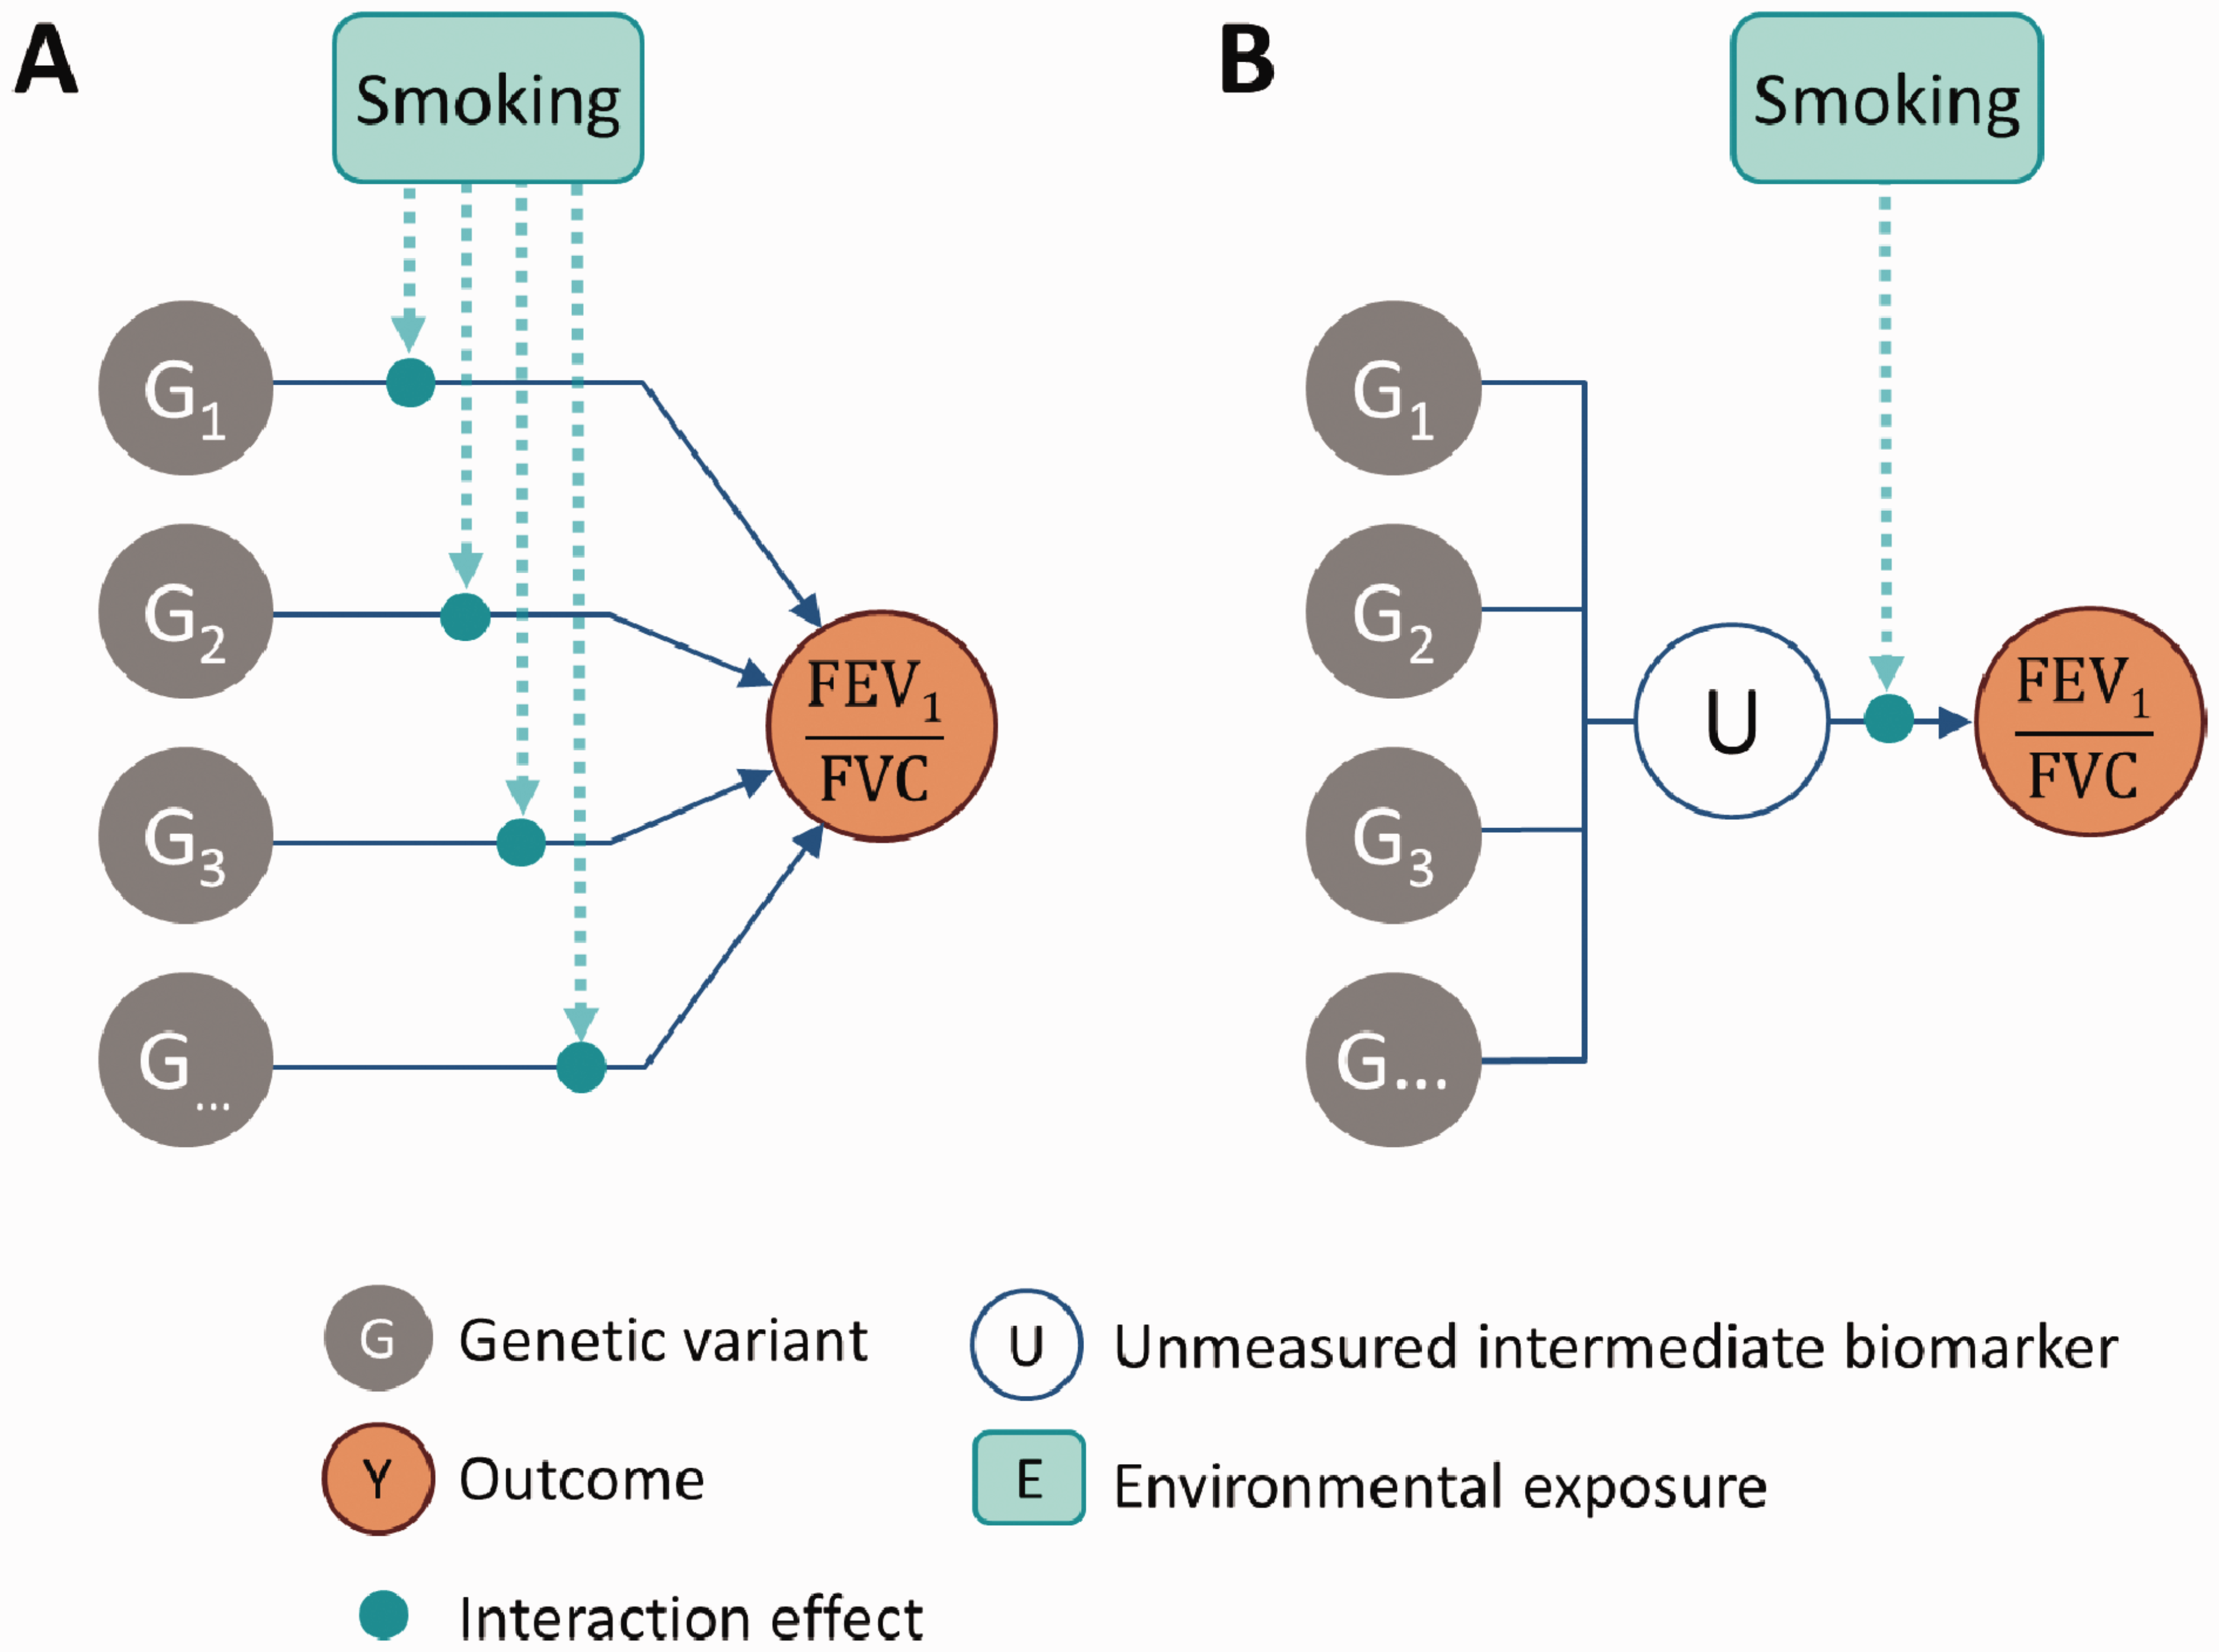 A
Smoking
G1
G2
G3
G...
FEV1
FVC
B
Smoking
G1
G2
G3
G...
U
FEV1
FVC
G Genetic variant
U Unmeasured intermediate biomarker
Y Outcome
E Environmental exposure
Interaction effect